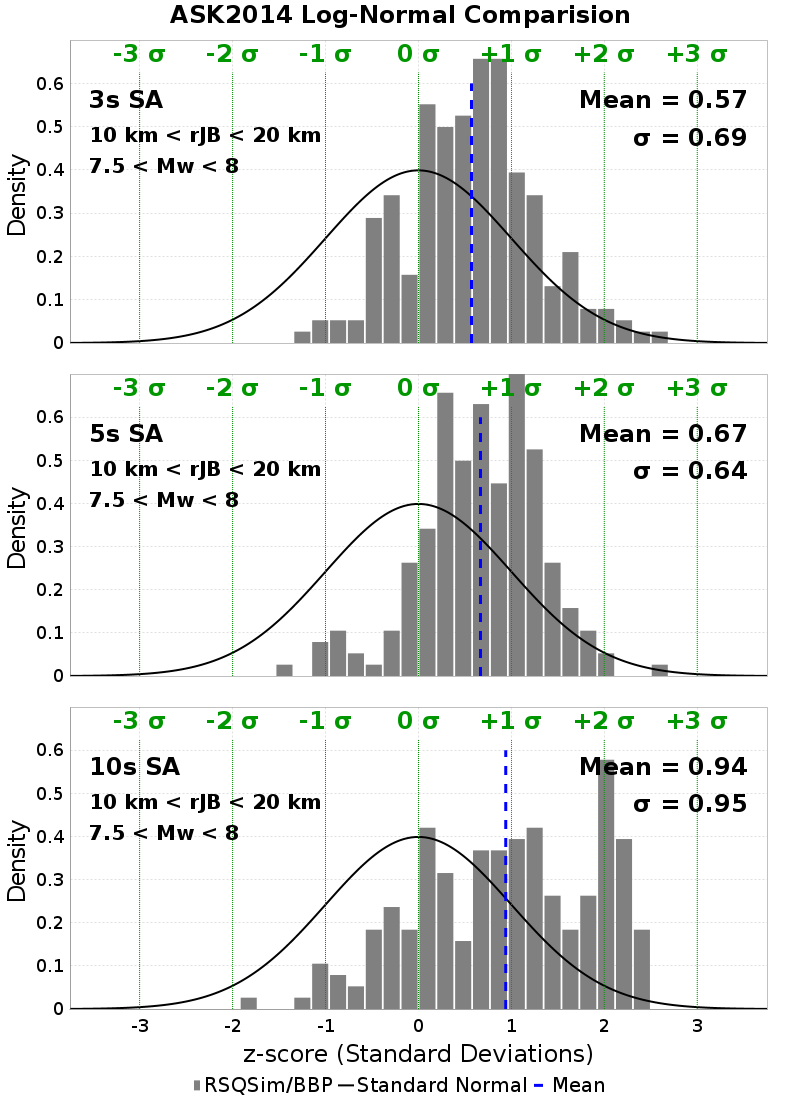 ASK2014 Log-Normal Comparision
-3 σ -2 σ -1 σ 0 σ +1 σ +2 σ +3 σ
3s SA
10 km < rJB < 20 km
7.5 < Mw < 8
Mean = 0.57
σ = 0.69
Density
0.6
0.5
0.4
0.3
0.2
0.1
0
-3 σ -2 σ -1 σ 0 σ +1 σ +2 σ +3 σ
5s SA
10 km < rJB < 20 km
7.5 < Mw < 8
Mean = 0.67
σ = 0.64
Density
0.6
0.5
0.4
0.3
0.2
0.1
0
-3 σ -2 σ -1 σ 0 σ +1 σ +2 σ +3 σ
10s SA
10 km < rJB < 20 km
7.5 < Mw < 8
Mean = 0.94
σ = 0.95
Density
0.6
0.5
0.4
0.3
0.2
0.1
0
-3 -2 -1 0 1 2 3
z-score (Standard Deviations)
RSQSim/BBP Standard Normal Mean